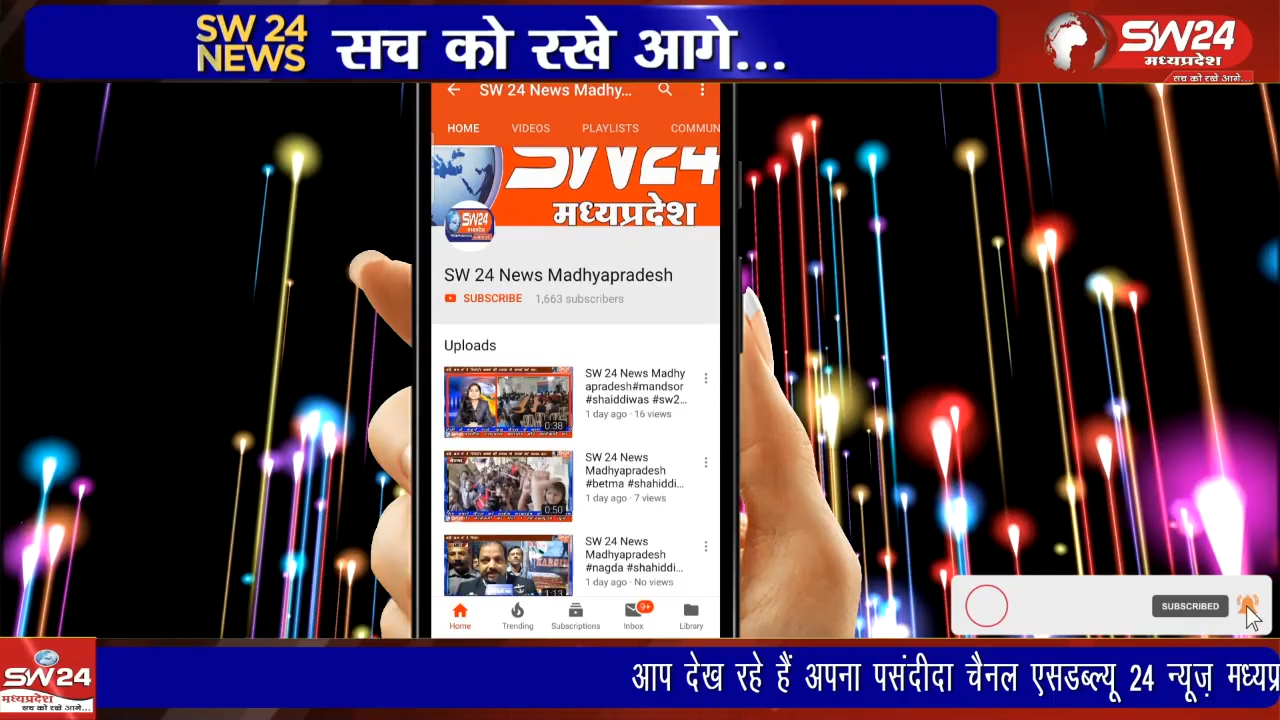 SW 24
NEWS
सच को रखे आगे...
SW24
मध्यप्रदेश
सच को रखे आगे...
SW 24 News Madhy...
HOME VIDEOS PLAYLISTS COMMUN
SW24
मध्यप्रदेश
SW24
SW 24 News Madhyapradesh
SUBSCRIBE 1,663 subscribers
Uploads
SW 24 News Madhy
apradesh#mandsor
#shaiddiwas #sw2...
1 day ago · 16 views
0:38
SW 24 News
Madhyapradesh
#betma #shahiddi...
1 day ago · 7 views
0:50
SW 24 News
Madhyapradesh
#nagda #shahiddi...
1 day ago · No views
1:13
9+
Home Trending Subscriptions Inbox Library
SUBSCRIBED
SW24
मध्यप्रदेश
सच को रखे आगे...
आप देख रहे हैं अपना पसंदीदा चैनल एसडब्ल्यू 24 न्यूज़ मध्यप्र